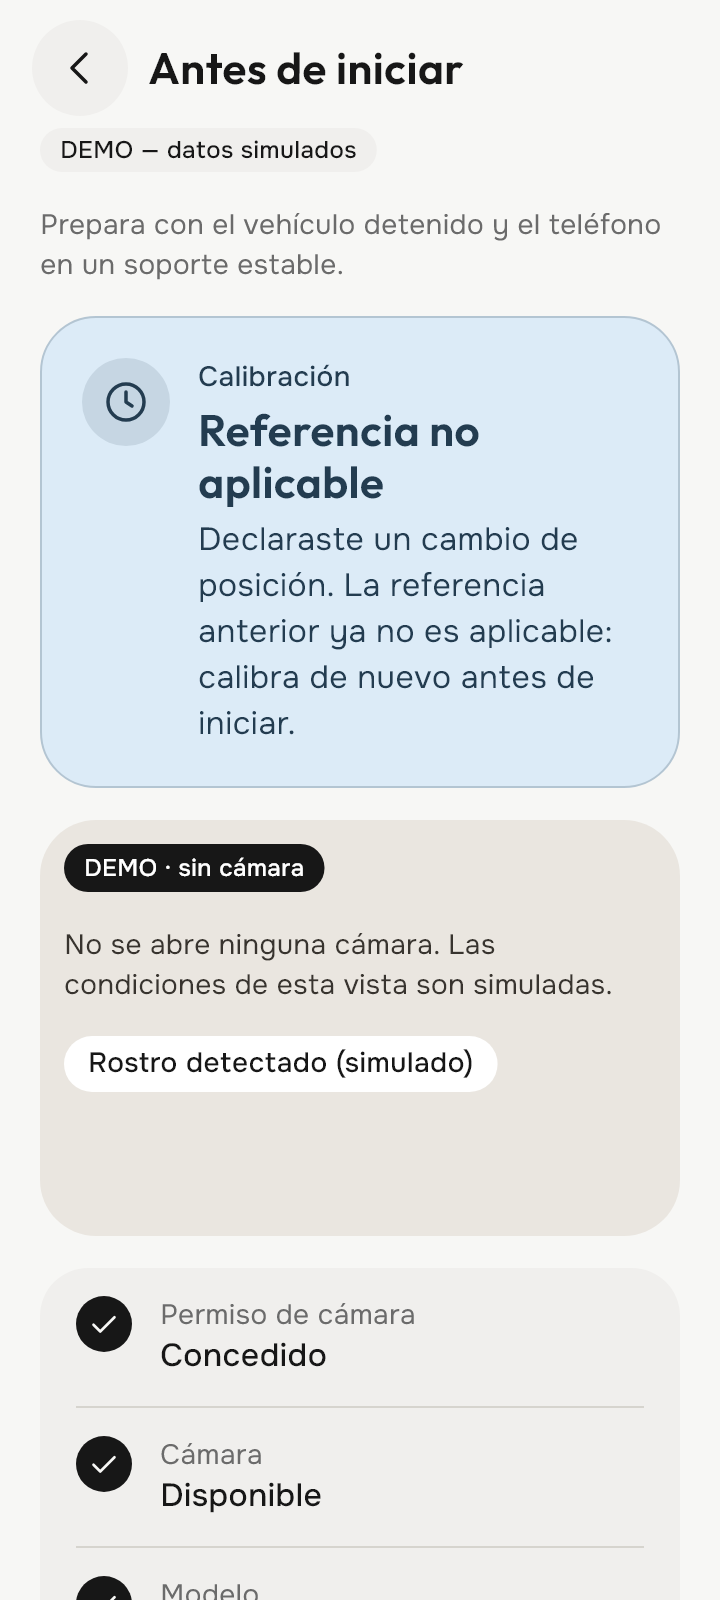 Antes de iniciar
DEMO — datos simulados
Prepara con el vehículo detenido y el teléfono
en un soporte estable.
Calibración
Referencia no
aplicable
Declaraste un cambio de
posición. La referencia
anterior ya no es aplicable:
calibra de nuevo antes de
iniciar.
DEMO · sin cámara
No se abre ninguna cámara. Las
condiciones de esta vista son simuladas.
Rostro detectado (simulado)
Permiso de cámara
Concedido
Cámara
Disponible
Modelo